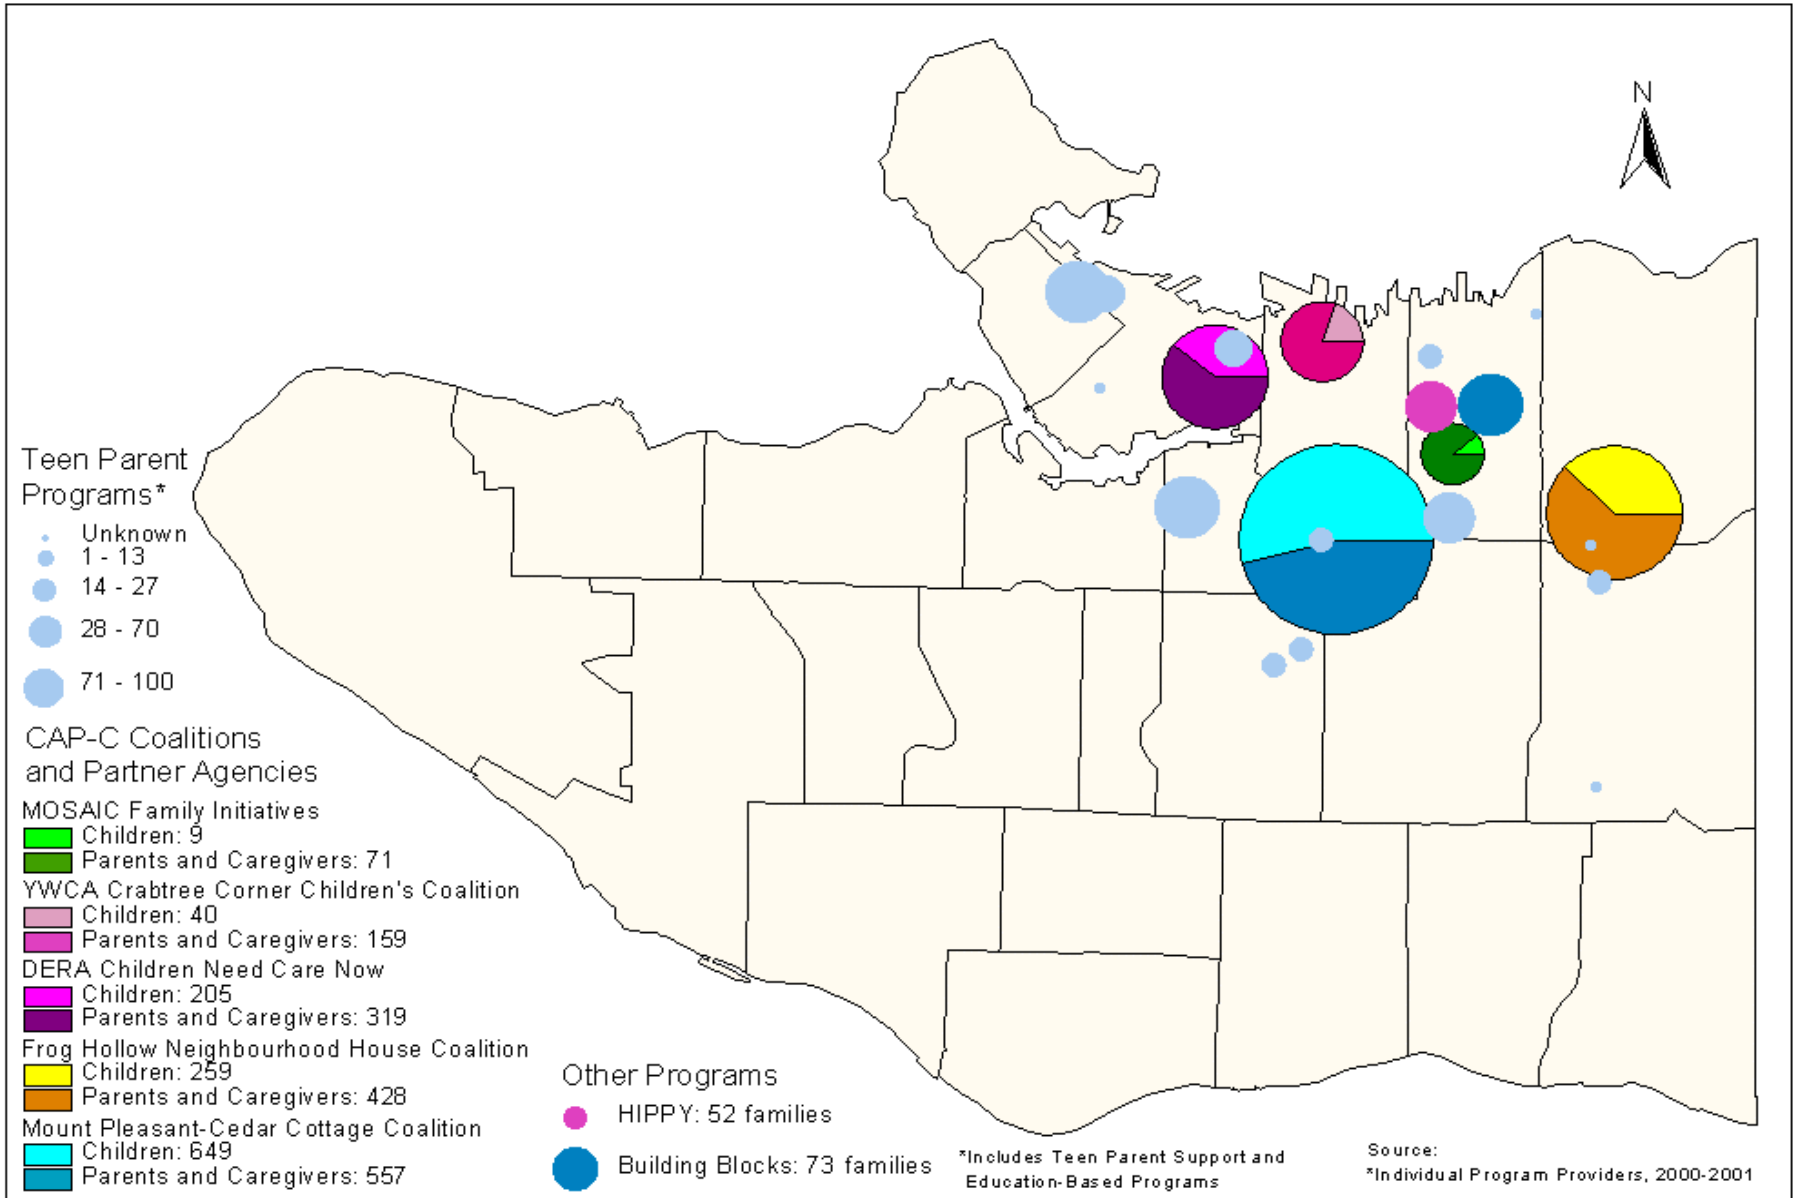 N
Teen Parent
Programs*
Unknown
1 - 13
14 - 27
28 - 70
71 - 100
CAP-C Coalitions
and Partner Agencies
MOSAIC Family Initiatives
Children: 9
Parents and Caregivers: 71
YWCA Crabtree Corner Children's Coalition
Children: 40
Parents and Caregivers: 159
DERA Children Need Care Now
Children: 205
Parents and Caregivers: 319
Frog Hollow Neighbourhood House Coalition
Children: 259
Parents and Caregivers: 428
Mount Pleasant-Cedar Cottage Coalition
Children: 649
Parents and Caregivers: 557
Other Programs
HIPPY: 52 families
Building Blocks: 73 families
*Includes Teen Parent Support and
Education-Based Programs
Source:
*Individual Program Providers, 2000-2001